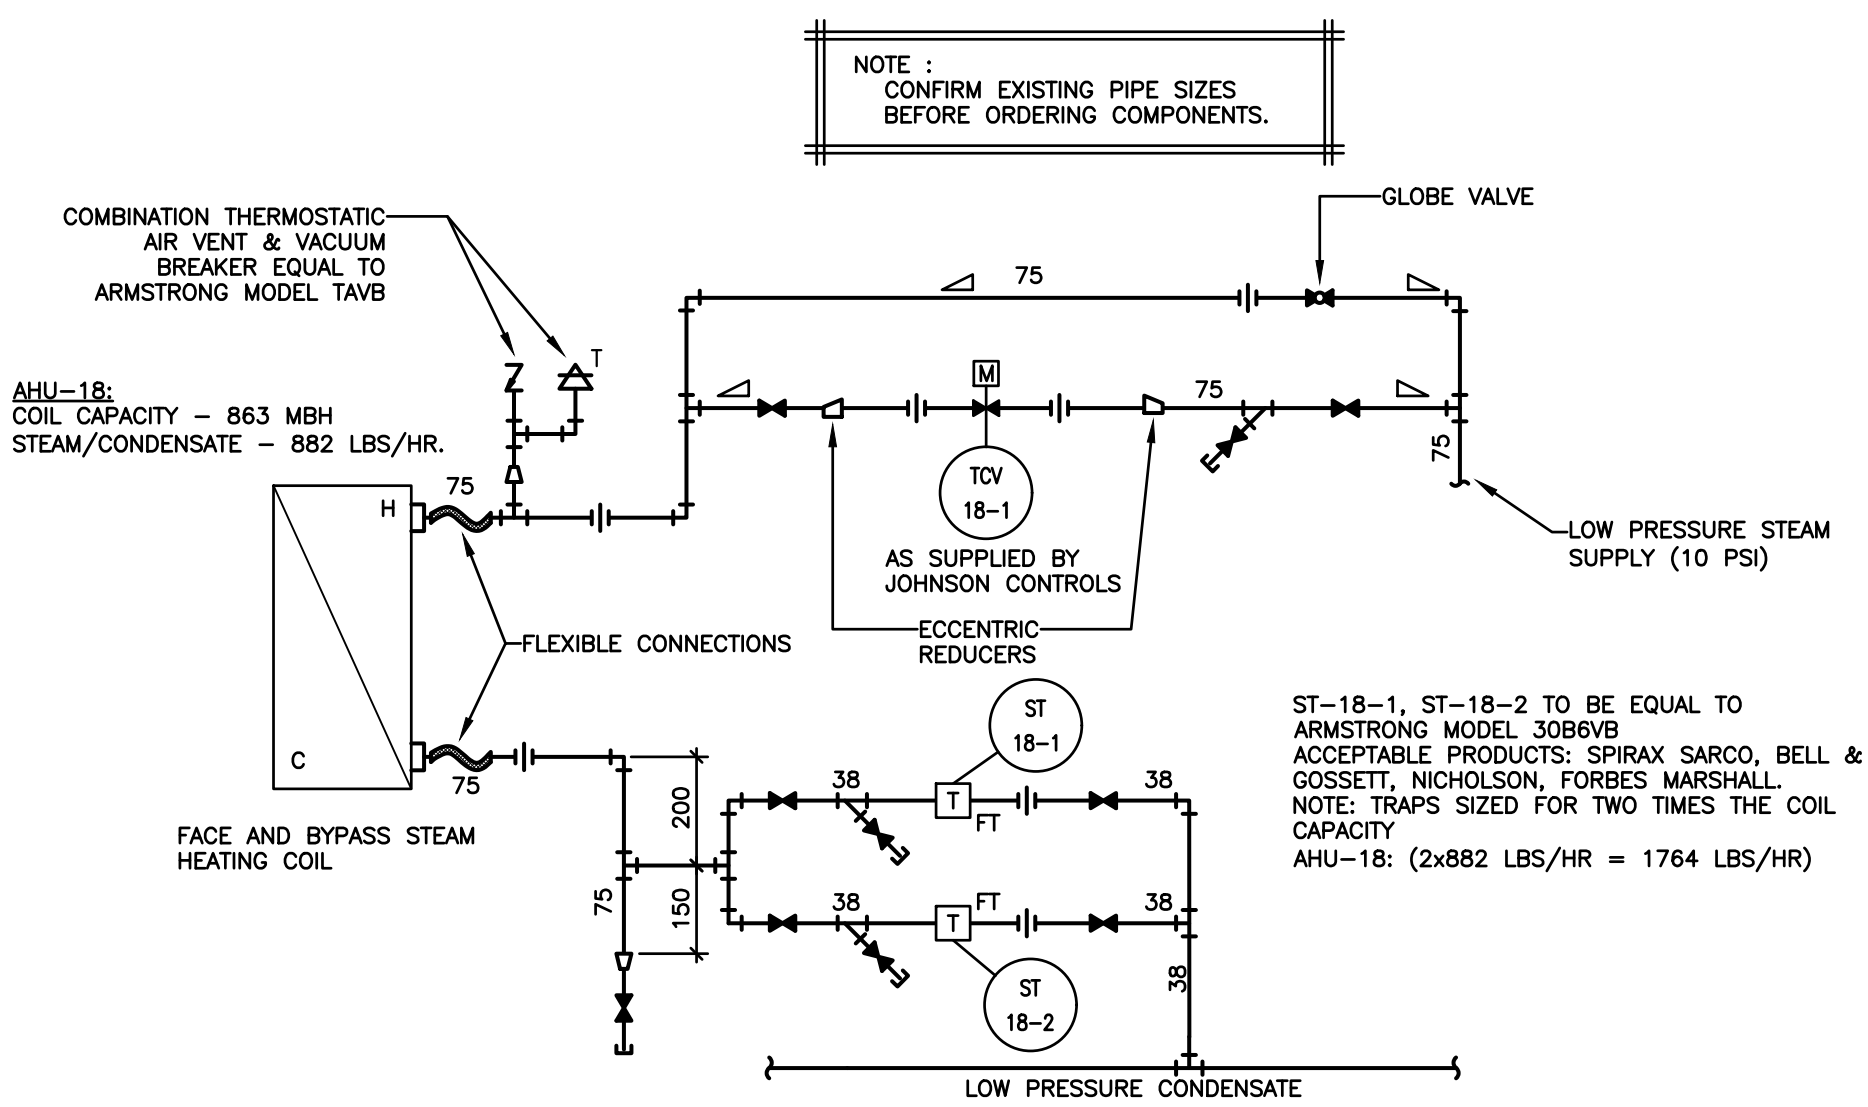 NOTE :
CONFIRM EXISTING PIPE SIZES
BEFORE ORDERING COMPONENTS.
GLOBE VALVE
COMBINATION THERMOSTATIC
AIR VENT & VACUUM
BREAKER EQUAL TO
ARMSTRONG MODEL TAVB
75
T
M
75
AHU-18:
COIL CAPACITY - 863 MBH
STEAM/CONDENSATE - 882 LBS/HR.
75
TCV
18-1
75
H
AS SUPPLIED BY
JOHNSON CONTROLS
LOW PRESSURE STEAM
SUPPLY (10 PSI)
ECCENTRIC
REDUCERS
FLEXIBLE CONNECTIONS
C
75
FACE AND BYPASS STEAM
HEATING COIL
200
150
75
ST
18-1
38
T
FT
38
38
T
FT
38
ST
18-2
38
ST-18-1, ST-18-2 TO BE EQUAL TO
ARMSTRONG MODEL 30B6VB
ACCEPTABLE PRODUCTS: SPIRAX SARCO, BELL &
GOSSETT, NICHOLSON, FORBES MARSHALL.
NOTE: TRAPS SIZED FOR TWO TIMES THE COIL
CAPACITY
AHU-18: (2x882 LBS/HR = 1764 LBS/HR)
LOW PRESSURE CONDENSATE